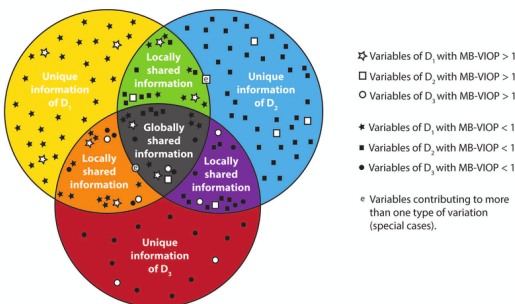 Unique
information
of D₁
Locally
shared
information
Unique
information
of D₂
Globally
shared
information
Locally
shared
information
Locally
shared
information
Unique
information
of D₃
e
e
Variables of D₁ with MB-VIOP > 1
Variables of D₂ with MB-VIOP > 1
Variables of D₃ with MB-VIOP > 1
Variables of D₁ with MB-VIOP < 1
Variables of D₂ with MB-VIOP < 1
Variables of D₃ with MB-VIOP < 1
e Variables contributing to more
than one type of variation
(special cases).